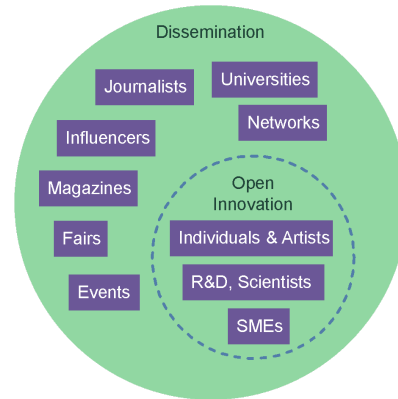 Dissemination
Journalists
Universities
Networks
Influencers
Magazines
Fairs
Events
Open
Innovation
Individuals & Artists
R&D, Scientists
SMEs